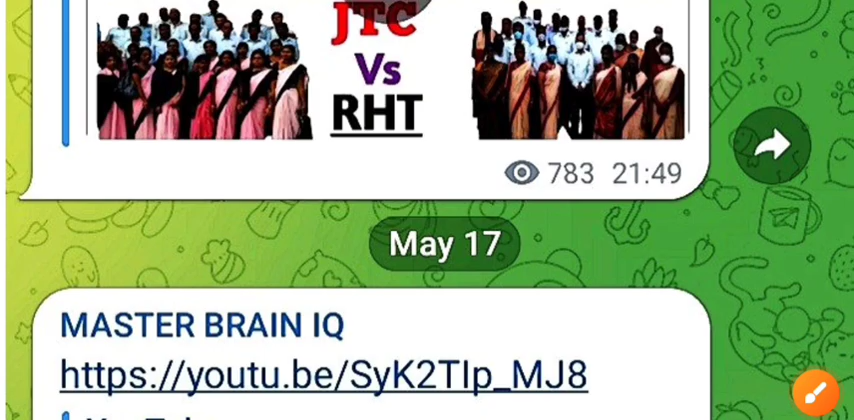 JTC
Vs
RHT
783 21:49
May 17
MASTER BRAIN IQ
https://youtu.be/SyK2TIp_MJ8